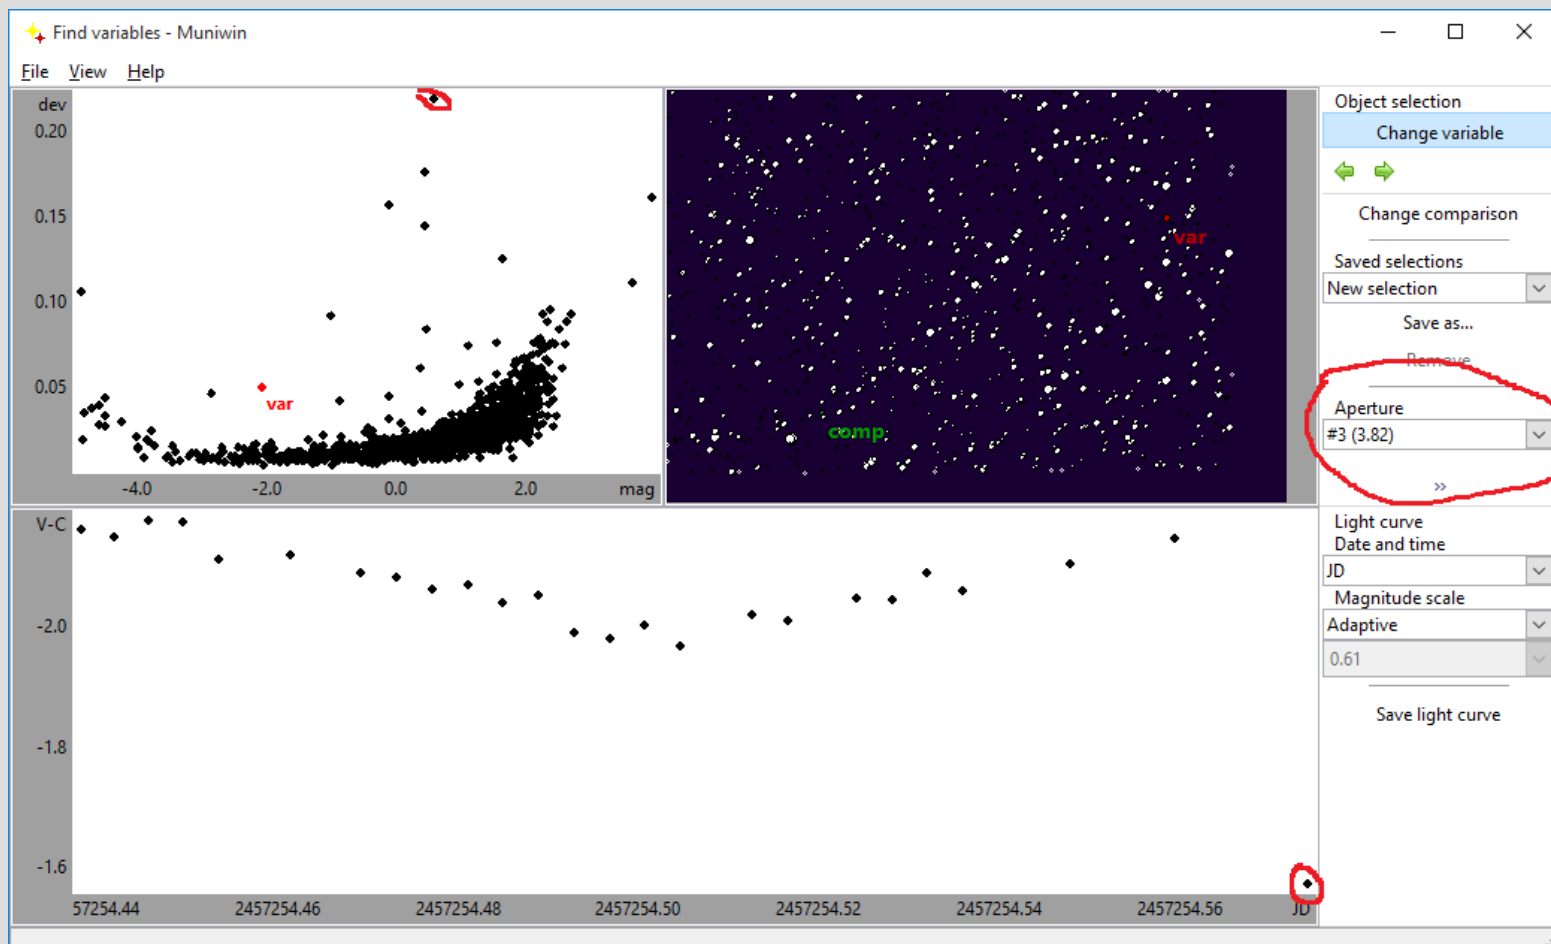 Find variables - Muniwin
File View Help
dev
0.20
0.15
0.10
0.05
var
-4.0 -2.0 0.0 2.0 mag
var
comp
Object selection
Change variable
Change comparison
Saved selections
New selection
Save as...
Remove
Aperture
#3 (3.82)
»
V-C
-2.0
-1.8
-1.6
57254.44 2457254.46 2457254.48 2457254.50 2457254.52 2457254.54 2457254.56 JD
Light curve
Date and time
JD
Magnitude scale
Adaptive
0.61
Save light curve